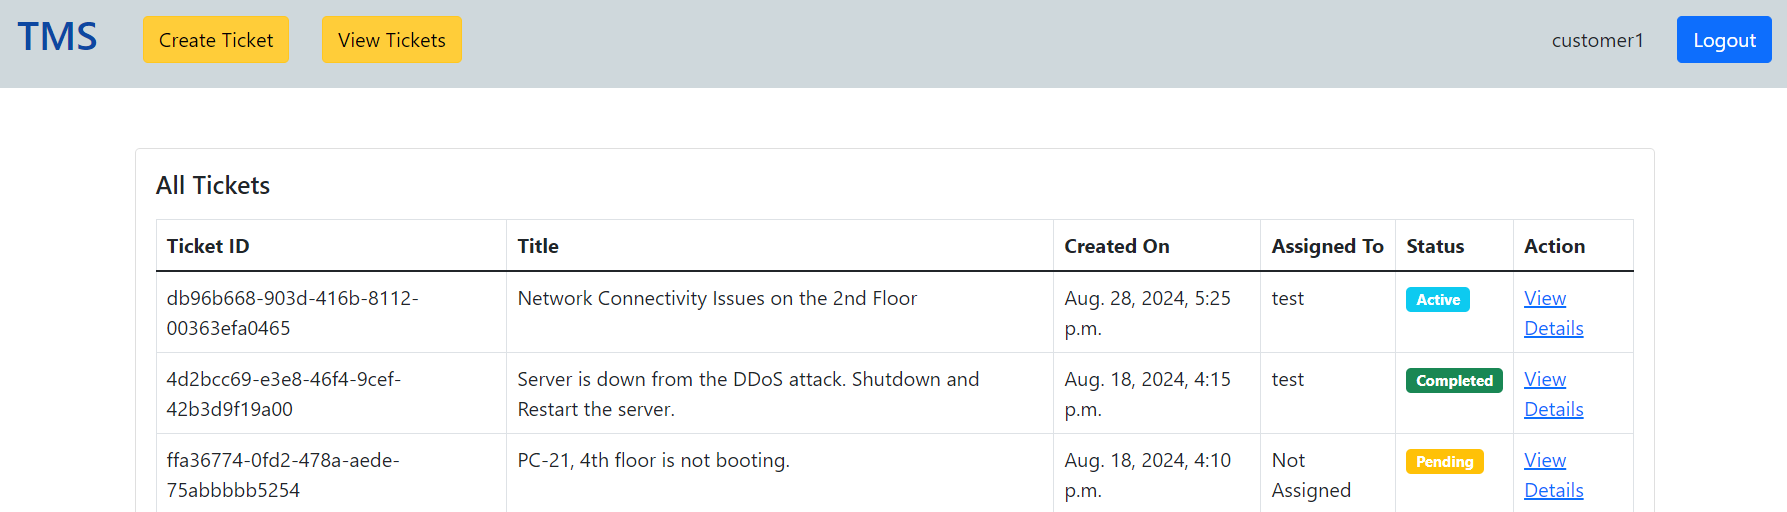 TMS Create Ticket View Tickets customer1 Logout
All Tickets
Ticket ID Title Created On Assigned To Status Action
db96b668-903d-416b-8112- Network Connectivity Issues on the 2nd Floor Aug. 28, 2024, 5:25 test Active View
00363efa0465 p.m. Details
4d2bcc69-e3e8-46f4-9cef- Server is down from the DDoS attack. Shutdown and Aug. 18, 2024, 4:15 test Completed View
42b3d9f19a00 Restart the server. p.m. Details
ffa36774-0fd2-478a-aede- PC-21, 4th floor is not booting. Aug. 18, 2024, 4:10 Not Pending View
75abbbbb5254 p.m. Assigned Details